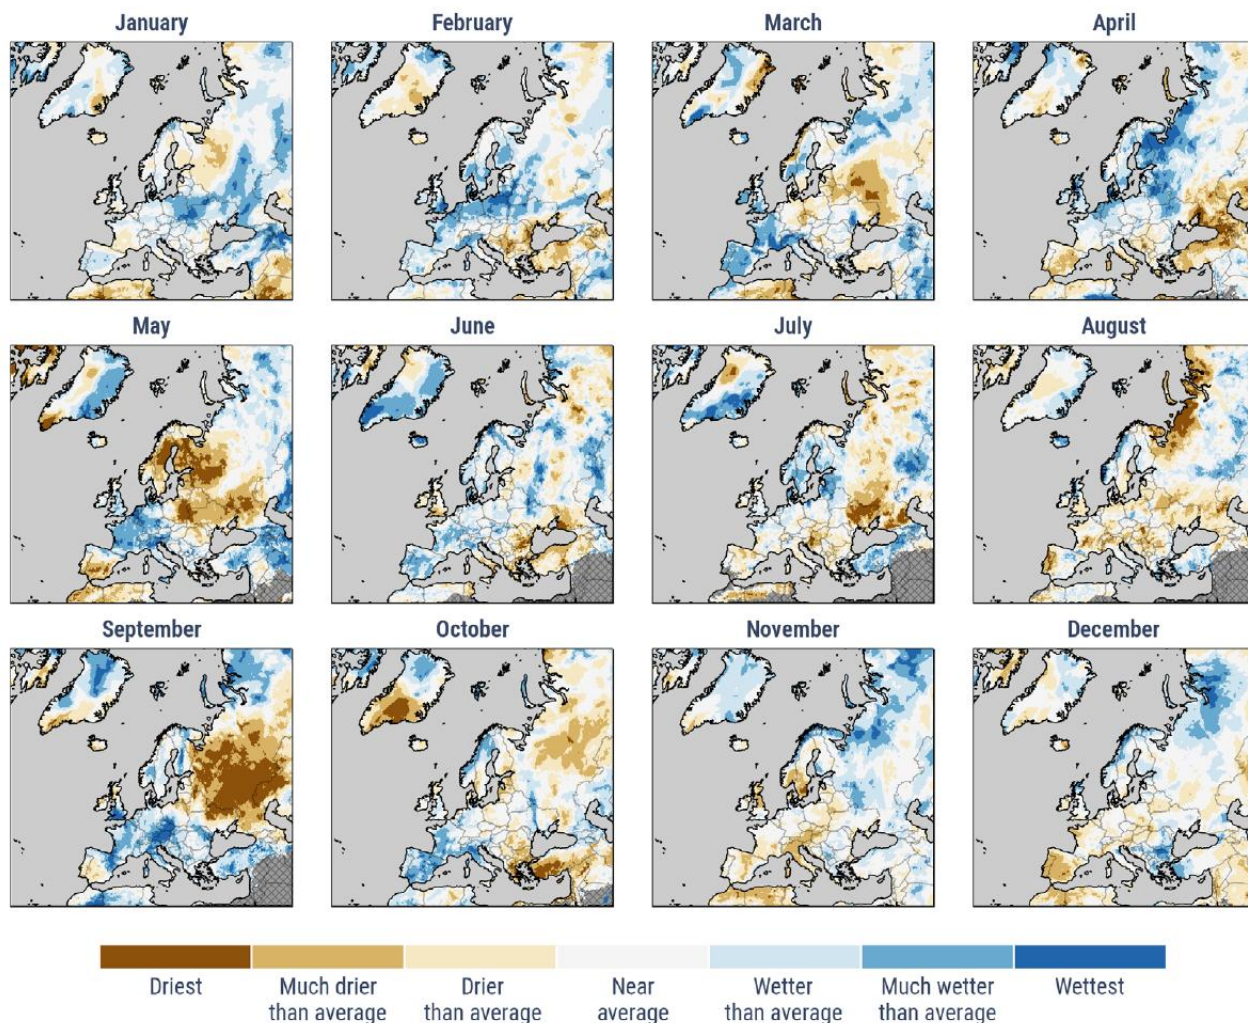 January
February
March
April
May
June
July
August
September
October
November
December
Driest
Much drier
than average
Drier
than average
Near
average
Wetter
than average
Much wetter
than average
Wettest